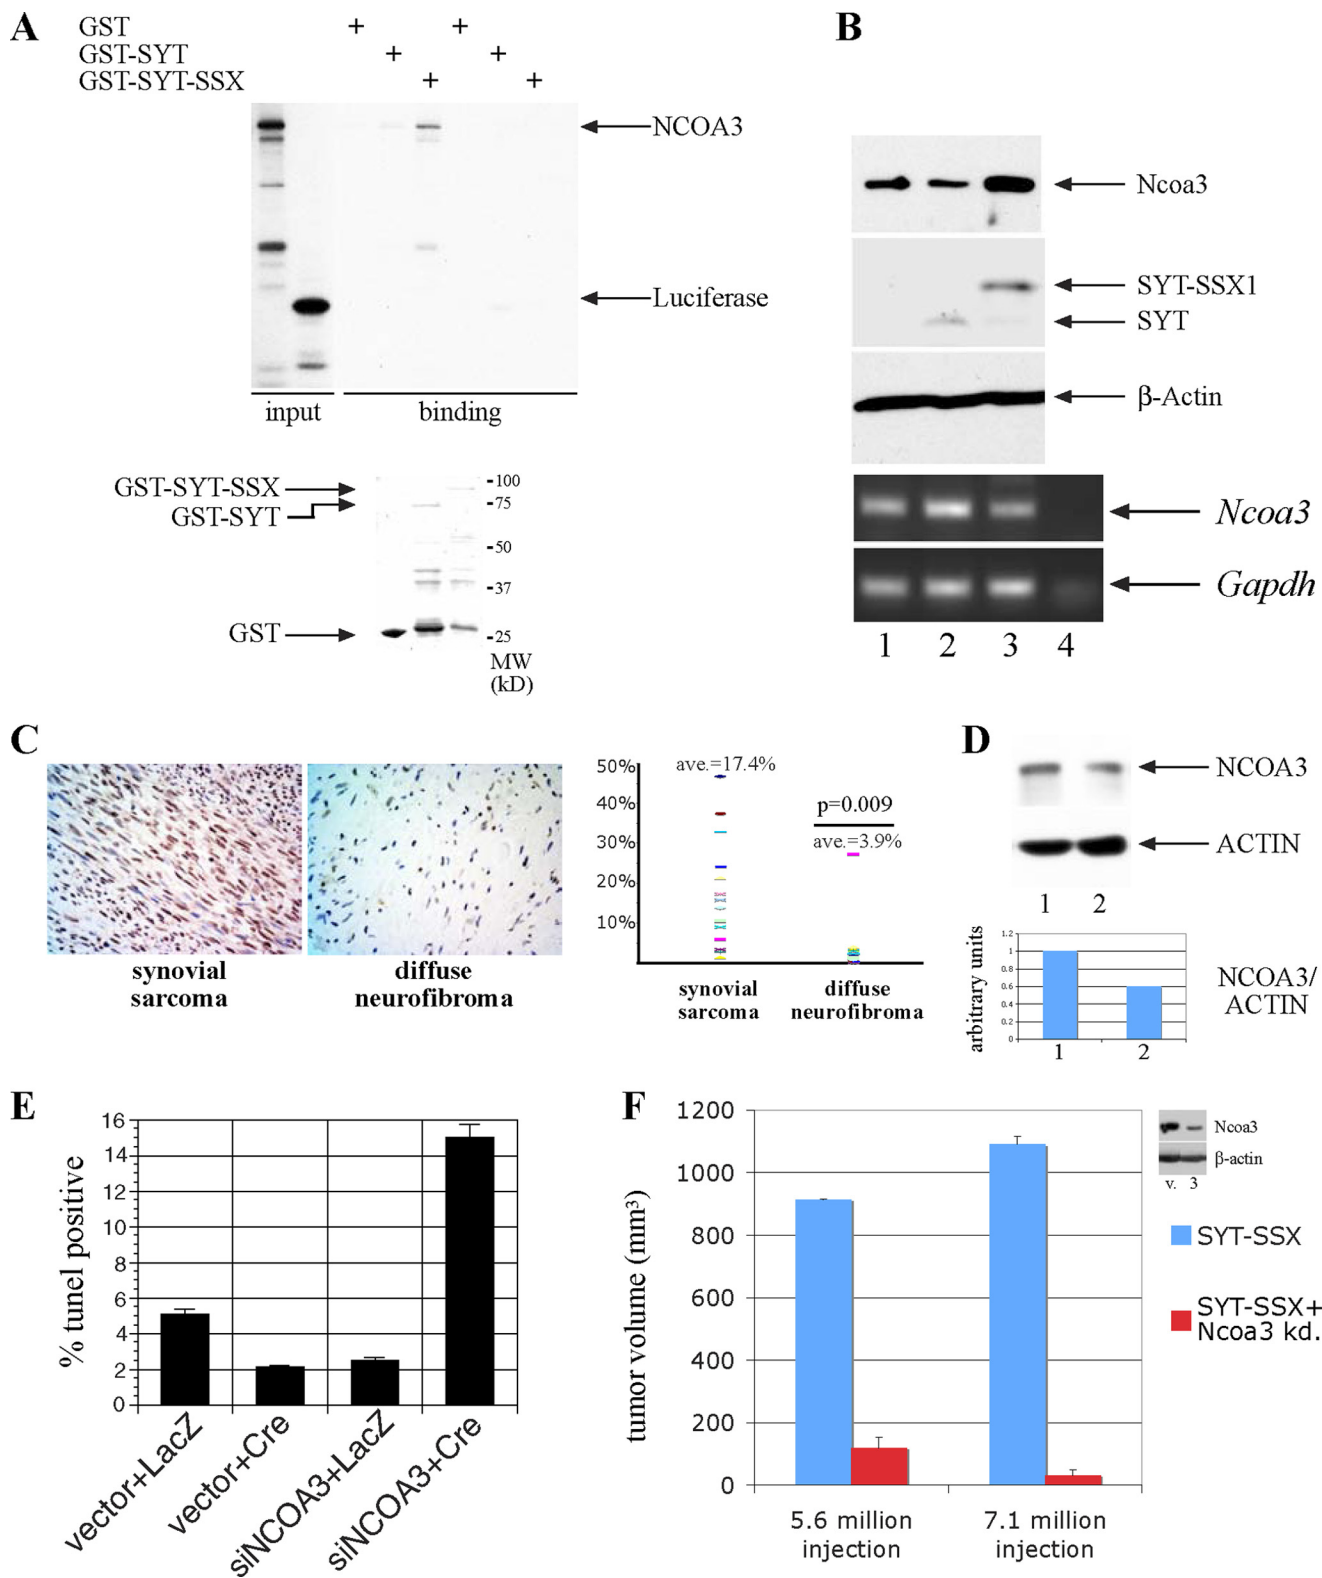 A
GST + +
GST-SYT + +
GST-SYT-SSX + +
NCOA3
Luciferase
input binding
GST-SYT-SSX
GST-SYT
GST
-100
-75
-50
-37
-25
MW
(kD)
B
Ncoa3
SYT-SSX1
SYT
β-Actin
Ncoa3
Gapdh
1 2 3 4
C
synovial
sarcoma
diffuse
neurofibroma
50%
40%
30%
20%
10%
ave.=17.4%
p=0.009
ave.=3.9%
synovial
sarcoma
diffuse
neurofibroma
D
NCOA3
ACTIN
1 2
arbitrary units
1.2
1
0.8
0.6
0.4
0.2
0
1 2
NCOA3/
ACTIN
E
% tunel positive
16
14
12
10
8
6
4
2
0
vector+LacZ
vector+Cre
siNCOA3+LacZ
siNCOA3+Cre
F
tumor volume (mm³)
1200
1000
800
600
400
200
0
5.6 million
injection
7.1 million
injection
Ncoa3
β-actin
v. 3
SYT-SSX
SYT-SSX+
Ncoa3 kd.